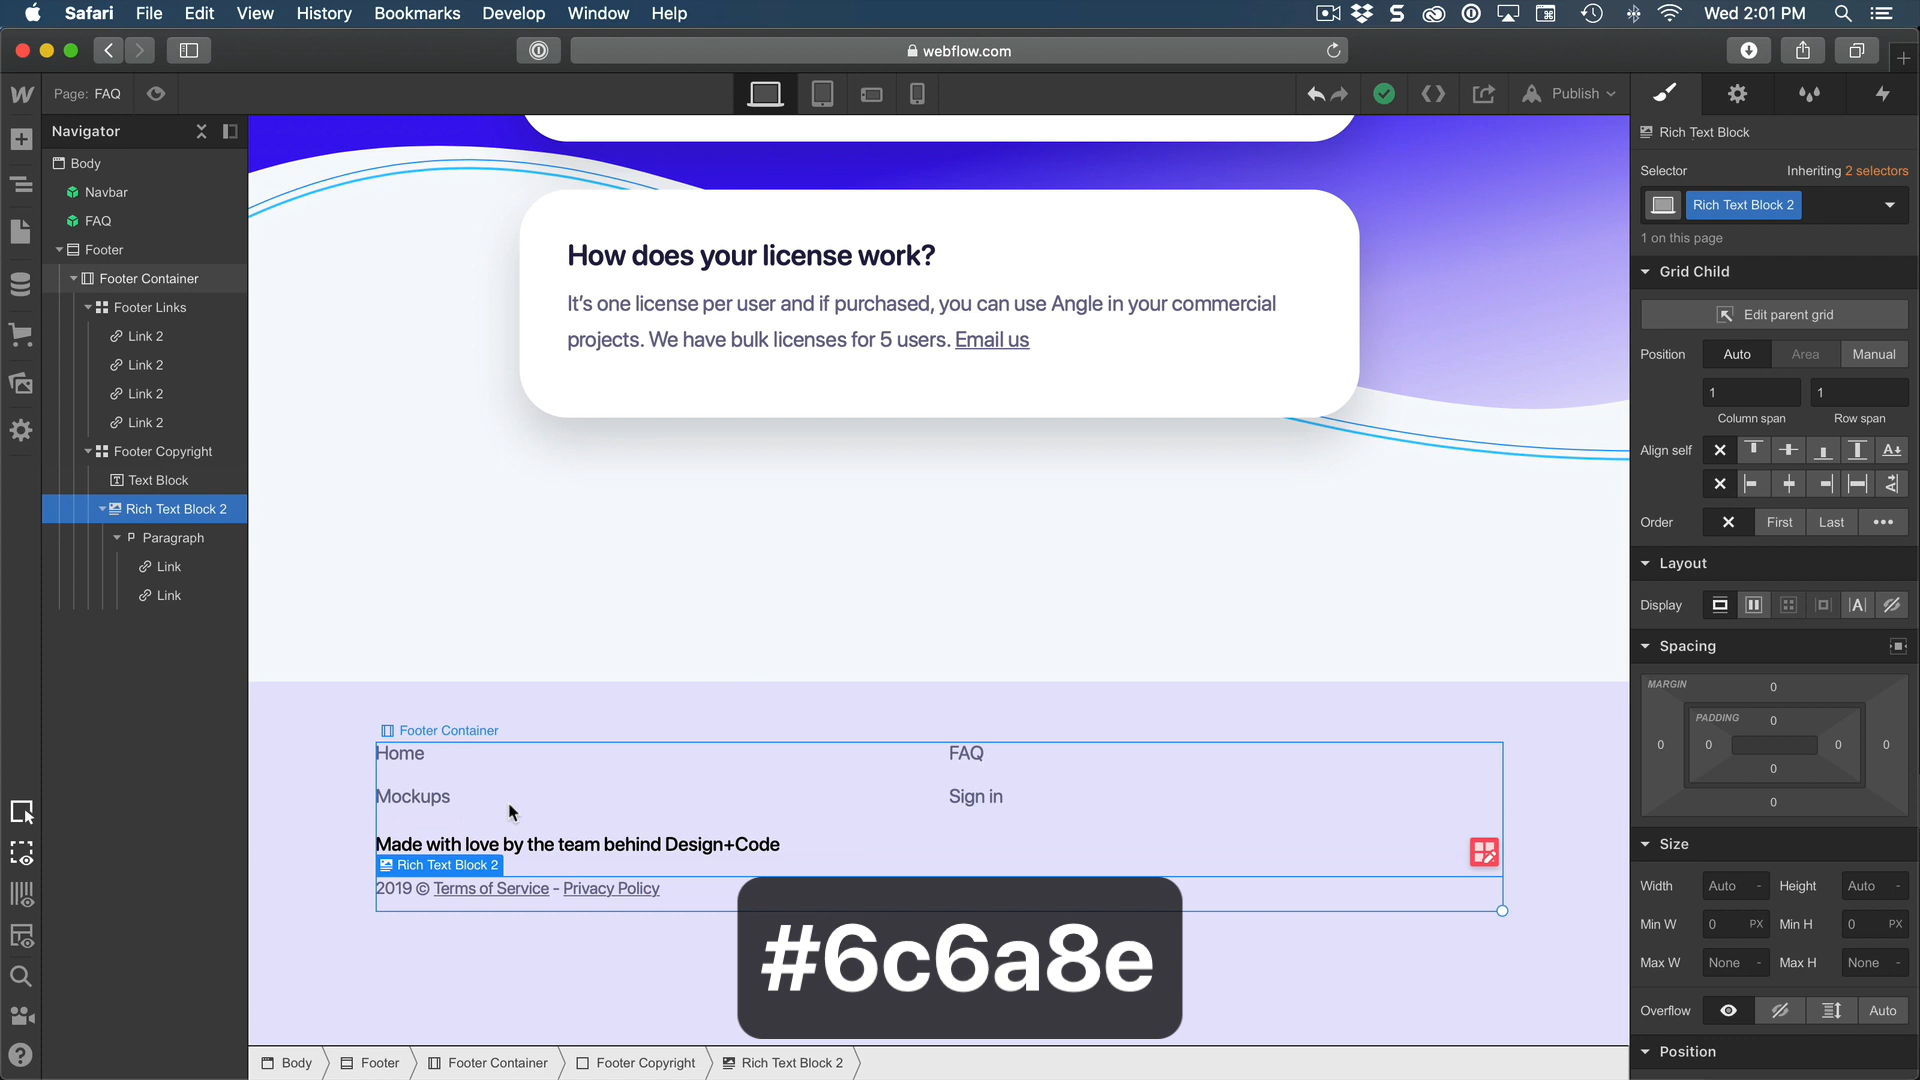 Safari File Edit View History Bookmarks Develop Window Help
Wed 2:01 PM
webflow.com
Page: FAQ
Publish
Navigator
Body
Navbar
FAQ
Footer
Footer Container
Footer Links
Link 2
Link 2
Link 2
Link 2
Footer Copyright
Text Block
Rich Text Block 2
Paragraph
Link
Link
How does your license work?
It's one license per user and if purchased, you can use Angle in your commercial
projects. We have bulk licenses for 5 users. Email us
Footer Container
Home FAQ
Mockups Sign in
Made with love by the team behind Design+Code
Rich Text Block 2
2019 © Terms of Service - Privacy Policy
#6c6a8e
Body Footer Footer Container Footer Copyright Rich Text Block 2
Rich Text Block
Selector Inheriting 2 selectors
Rich Text Block 2
1 on this page
Grid Child
Edit parent grid
Position Auto Area Manual
1 1
Column span Row span
Align self
Order First Last
Layout
Display
Spacing
MARGIN 0
PADDING 0
0 0 0 0
0
0
Size
Width Auto - Height Auto -
Min W 0 PX Min H 0 PX
Max W None - Max H None -
Overflow Auto
Position